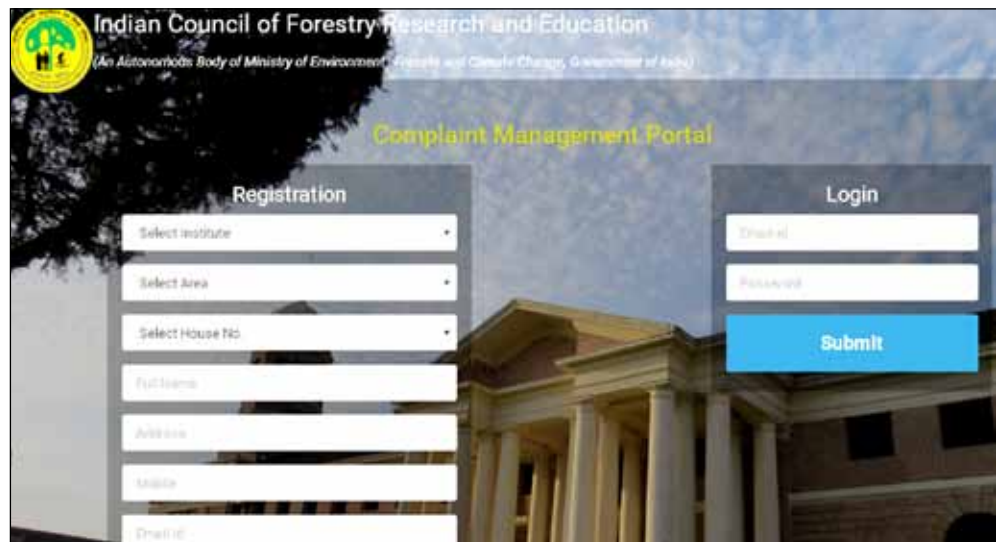 Indian Council of Forestry Research and Education
(An Autonomous Body of Ministry of Environment, Forests and Climate Change, Government of India)
Complaint Management Portal
Registration
Select Institute
Select Area
Select House No.
Full Name
Address
Mobile
Email id
Login
Email id
Password
Submit